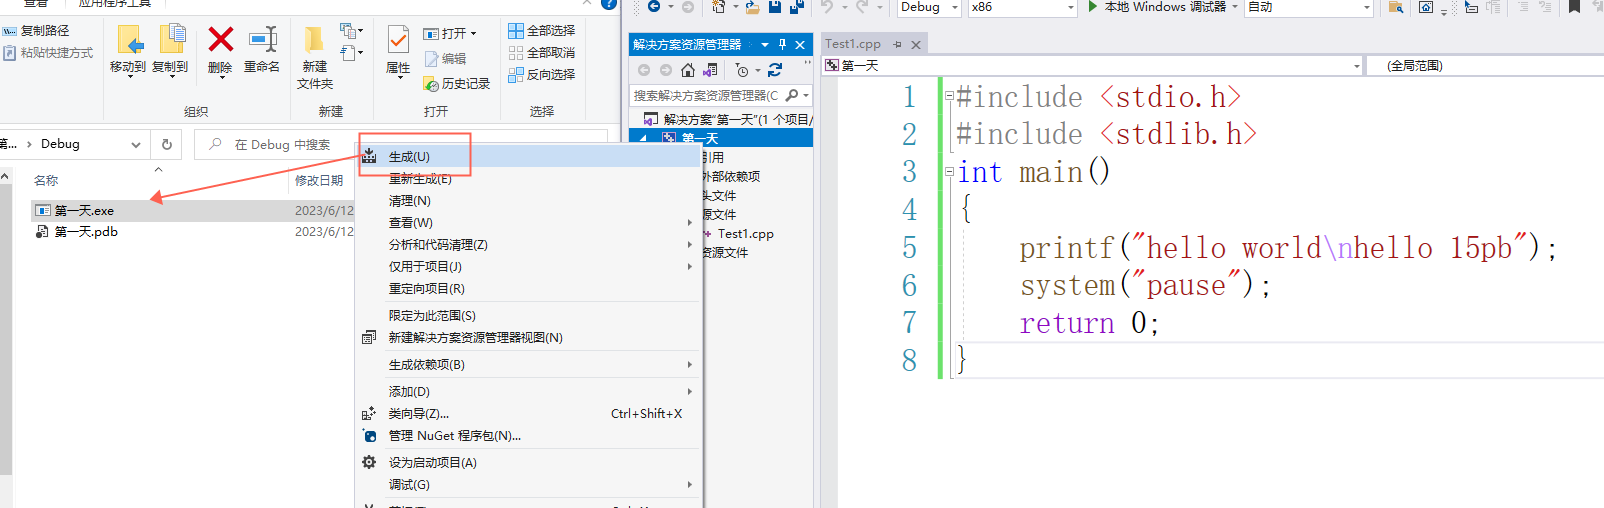 查看
应用程序工具
复制路径
粘贴快捷方式
移动到
复制到
删除
重命名
新建
文件夹
属性
打开
编辑
历史记录
全部选择
全部取消
反向选择
组织
新建
打开
选择
第...
Debug
在 Debug 中搜索
名称
修改日期
第一天.exe
2023/6/12
第一天.pdb
2023/6/12
生成(U)
重新生成(E)
清理(N)
查看(W)
分析和代码清理(Z)
仅用于项目(J)
重定向项目(R)
限定为此范围(S)
新建解决方案资源管理器视图(N)
生成依赖项(B)
添加(D)
类向导(Z)...
Ctrl+Shift+X
管理 NuGet 程序包(N)...
设为启动项目(A)
调试(G)
Debug
x86
本地 Windows 调试器
自动
解决方案资源管理器
搜索解决方案资源管理器(C
解决方案"第一天"(1 个项目/
第一天
引用
外部依赖项
头文件
源文件
Test1.cpp
资源文件
Test1.cpp
第一天
(全局范围)
1 #include <stdio.h>
2 #include <stdlib.h>
3 int main()
4 {
5 printf("hello world\nhello 15pb");
6 system("pause");
7 return 0;
8 }